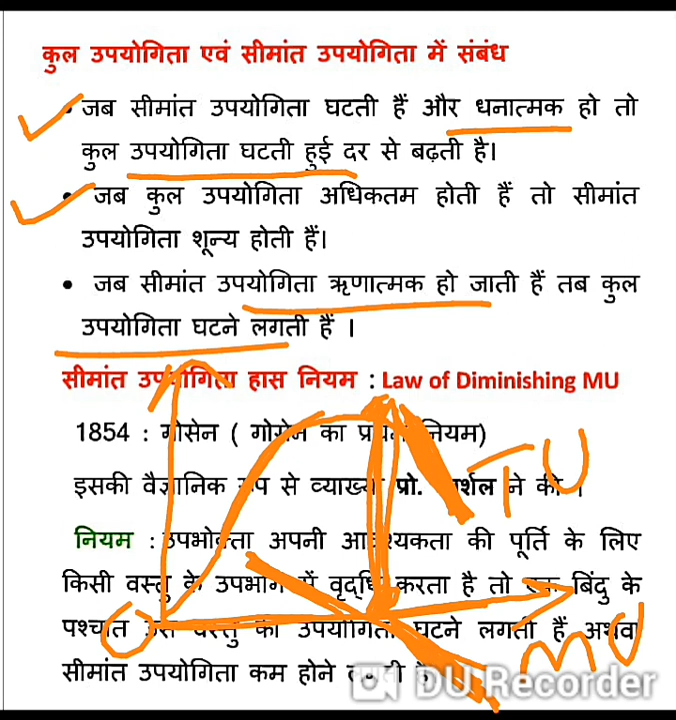 कुल उपयोगिता एवं सीमांत उपयोगिता में संबंध
• जब सीमांत उपयोगिता घटती हैं और धनात्मक हो तो
कुल उपयोगिता घटती हुई दर से बढ़ती है।
• जब कुल उपयोगिता अधिकतम होती हैं तो सीमांत
उपयोगिता शून्य होती हैं।
• जब सीमांत उपयोगिता ऋणात्मक हो जाती हैं तब कुल
उपयोगिता घटने लगती हैं ।
सीमांत उपयोगिता हास नियम : Law of Diminishing MU
1854 : गोसेन ( गोसेन का प्रथम नियम)
TU
इसकी वैज्ञानिक रूप से व्याख्या प्रो. मार्शल ने की ।
नियम : उपभोक्ता अपनी आवश्यकता की पूर्ति के लिए
किसी वस्तु के उपभोग में वृद्धि करता है तो एक बिंदु के
पश्चात उस वस्तु की उपयोगिता घटने लगती हैं अथवा
O
MU
सीमांत उपयोगिता कम होने लगती है
DU Recorder